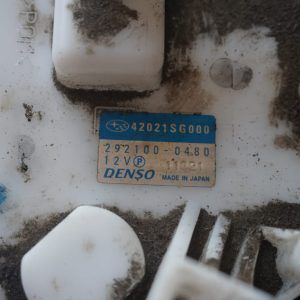 42021SG000
292100-0480
12V P
DENSO MADE IN JAPAN